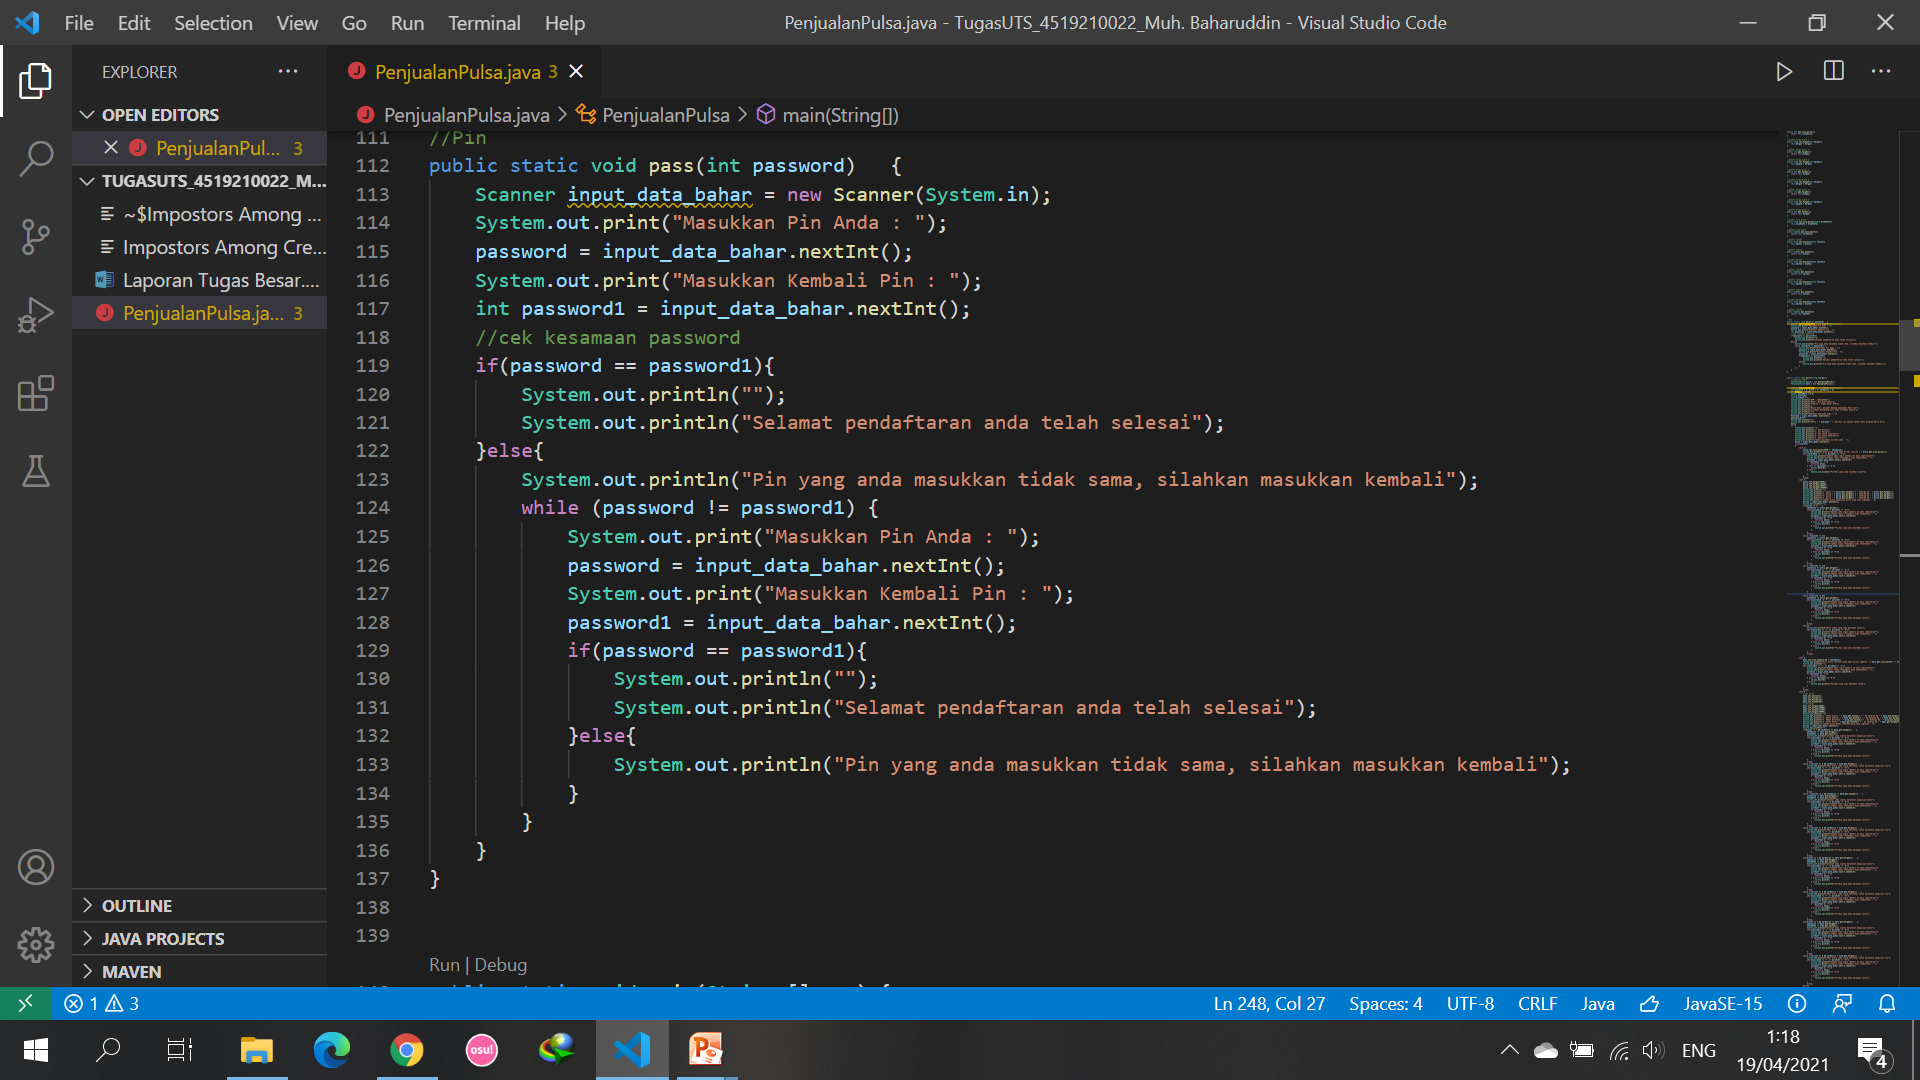 File Edit Selection View Go Run Terminal Help
PenjualanPulsa.java - TugasUTS_4519210022_Muh. Baharuddin - Visual Studio Code
EXPLORER
OPEN EDITORS
PenjualanPul... 3
TUGASUTS_4519210022_M...
~$Impostors Among ...
Impostors Among Cre...
Laporan Tugas Besar....
PenjualanPulsa.ja... 3
OUTLINE
JAVA PROJECTS
MAVEN
PenjualanPulsa.java 3
PenjualanPulsa.java > PenjualanPulsa > main(String[])
111 //Pin
112 public static void pass(int password)   {
113     Scanner input_data_bahar = new Scanner(System.in);
114     System.out.print("Masukkan Pin Anda : ");
115     password = input_data_bahar.nextInt();
116     System.out.print("Masukkan Kembali Pin : ");
117     int password1 = input_data_bahar.nextInt();
118     //cek kesamaan password
119     if(password == password1){
120         System.out.println("");
121         System.out.println("Selamat pendaftaran anda telah selesai");
122     }else{
123         System.out.println("Pin yang anda masukkan tidak sama, silahkan masukkan kembali");
124         while (password != password1) {
125             System.out.print("Masukkan Pin Anda : ");
126             password = input_data_bahar.nextInt();
127             System.out.print("Masukkan Kembali Pin : ");
128             password1 = input_data_bahar.nextInt();
129             if(password == password1){
130                 System.out.println("");
131                 System.out.println("Selamat pendaftaran anda telah selesai");
132             }else{
133                 System.out.println("Pin yang anda masukkan tidak sama, silahkan masukkan kembali");
134             }
135         }
136     }
137 }
138
139
Run | Debug
1 3
Ln 248, Col 27 Spaces: 4 UTF-8 CRLF Java JavaSE-15
osu!
ENG
1:18
19/04/2021
4